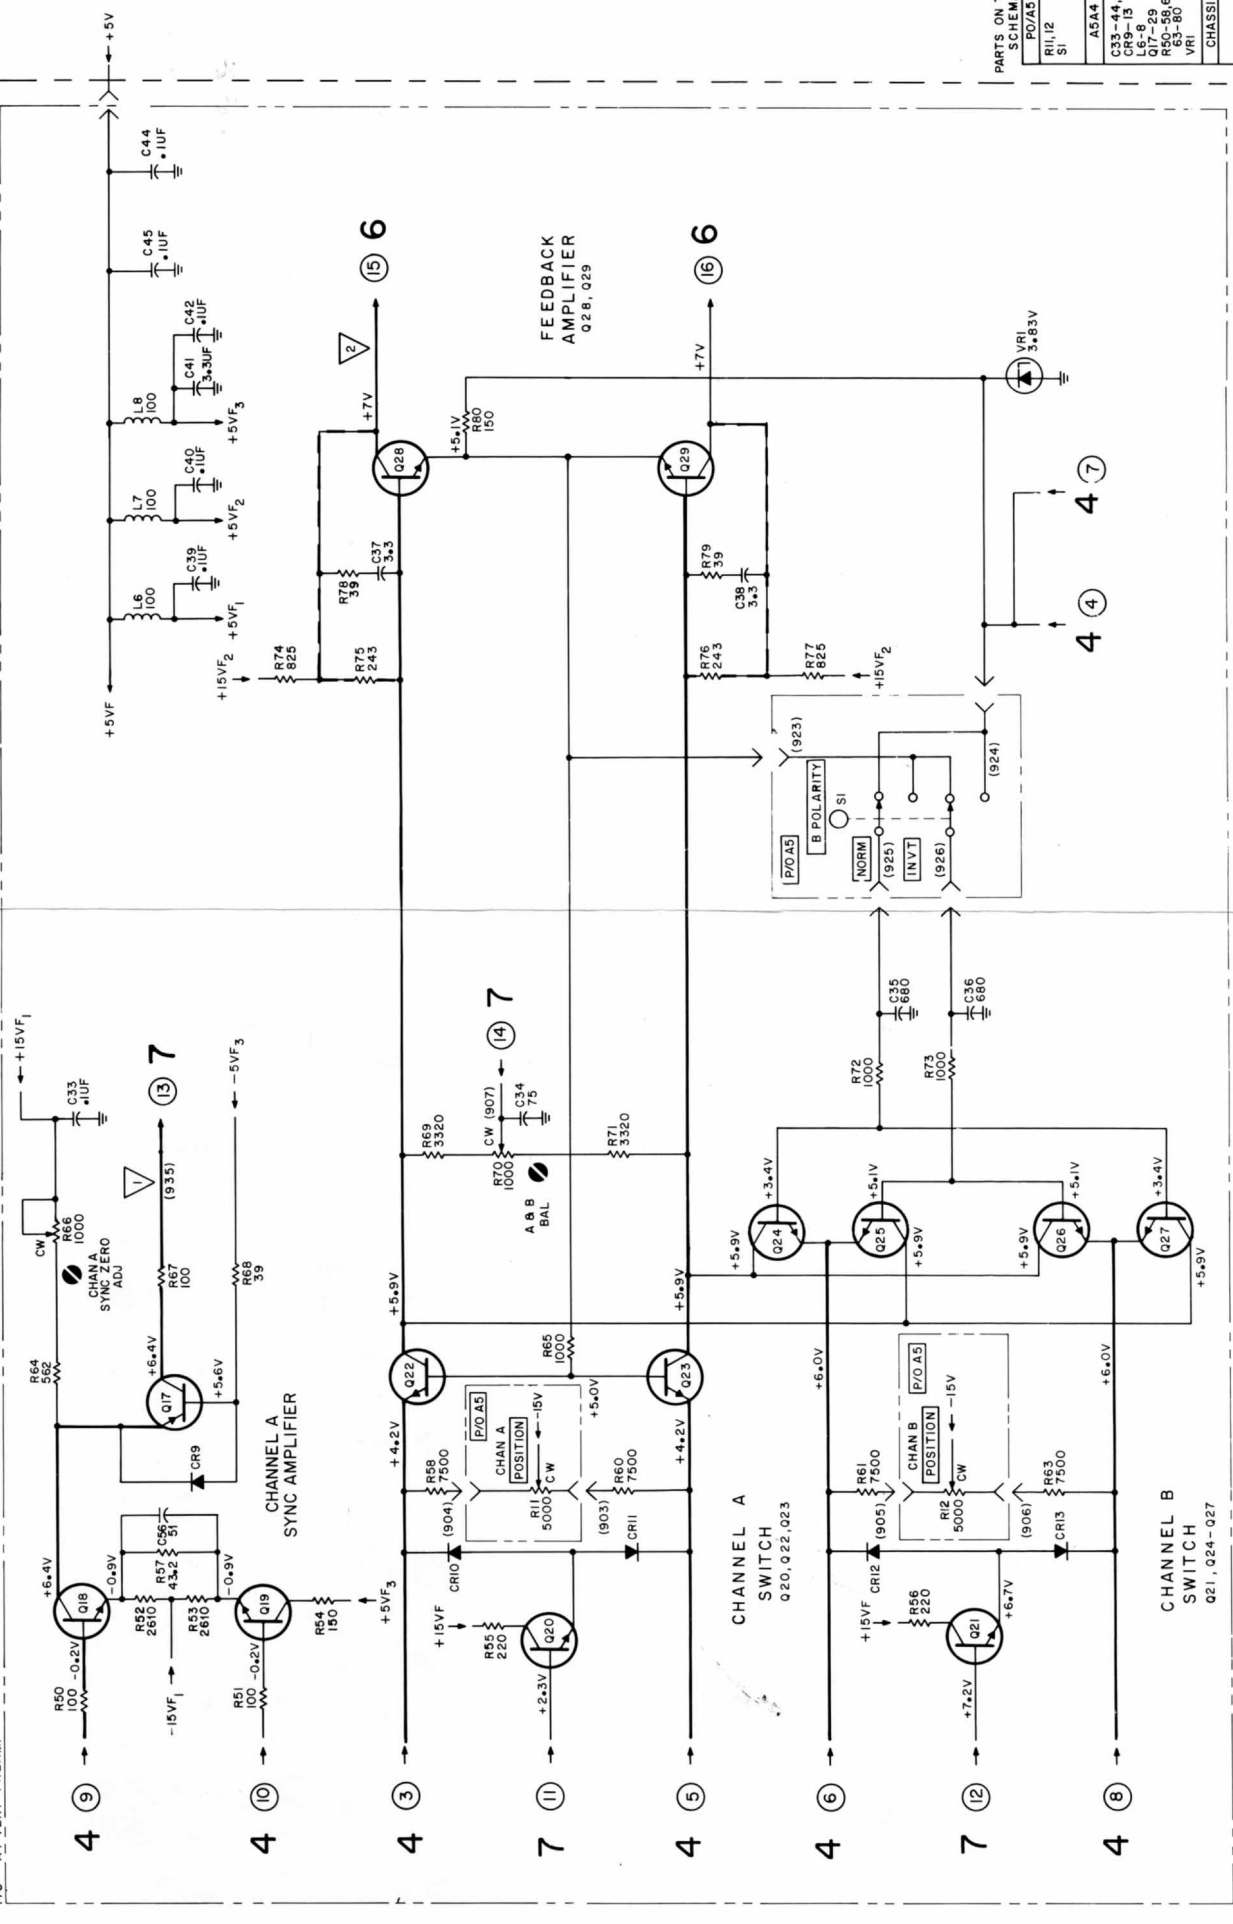 +5V
C44
.1UF
C45
.1UF
C42
.1UF
C41
3.3UF
L8
100
+5VF3
C40
.1UF
L7
100
+5VF2
C39
.1UF
L6
100
+5VF1
+5VF
PARTS ON
SCHEM
PO/A5
R11,12
S1
A5A4
C33-44,
CR9-13
L6-8
Q17-29
R50-58,
63-80
VR1
CHASSI
+15VF1
C33
.1UF
CW
R66
1000
CHAN A
SYNC ZERO
ADJ
R64
562
1
(935)
13 7
R67
100
+6.4V
Q17
+5.6V
R68
39
-5VF3
CR9
CHANNEL A
SYNC AMPLIFIER
+6.4V
Q18
-0.9V
R50
100
-0.2V
4 9
R52
2610
R57
43.2
C56
51
R53
2610
-15VF1
-0.9V
Q19
R51
100
-0.2V
4 10
R54
150
+5VF3
+15VF2
R74
825
R75
243
R78
39
C37
3.3
+7V
2
15 6
Q28
+5.1V
R80
150
FEEDBACK
AMPLIFIER
Q28, Q29
Q29
+7V
16 6
R79
39
C38
3.3
R76
243
R77
825
+15VF2
VR1
3.83V
4 7
4 4
R69
3320
CW (907)
14 7
R70
1000
C34
75
A & B
BAL
R71
3320
+5.9V
Q22
+4.2V
R65
1000
+5.0V
+5.9V
Q23
+4.2V
4 3
R58
7500
(904)
P/O A5
CHAN A
POSITION
-15V
R11
5000
CW
(903)
R60
7500
CR10
CR11
+15VF
R55
220
Q20
+2.3V
7 11
4 5
CHANNEL A
SWITCH
Q20,Q22,Q23
(923)
P/O A5
B POLARITY
S1
NORM
(925)
INVT
(926)
(924)
R72
1000
C35
680
R73
1000
C36
680
+3.4V
+5.9V
Q24
+5.1V
Q25
+5.9V
+5.1V
+5.9V
Q26
+3.4V
Q27
+5.9V
+6.0V
4 6
R61
7500
(905)
P/O A5
CHAN B
POSITION
-15V
R12
5000
CW
(906)
R63
7500
CR12
CR13
+15VF
R56
220
Q21
+6.7V
+7.2V
7 12
+6.0V
4 8
CHANNEL B
SWITCH
Q21, Q24-Q27